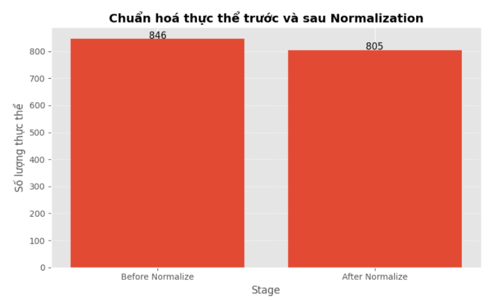 Chuẩn hoá thực thể trước và sau Normalization
846
805
800
700
600
500
400
300
200
100
0
Số lượng thực thể
Before Normalize
After Normalize
Stage